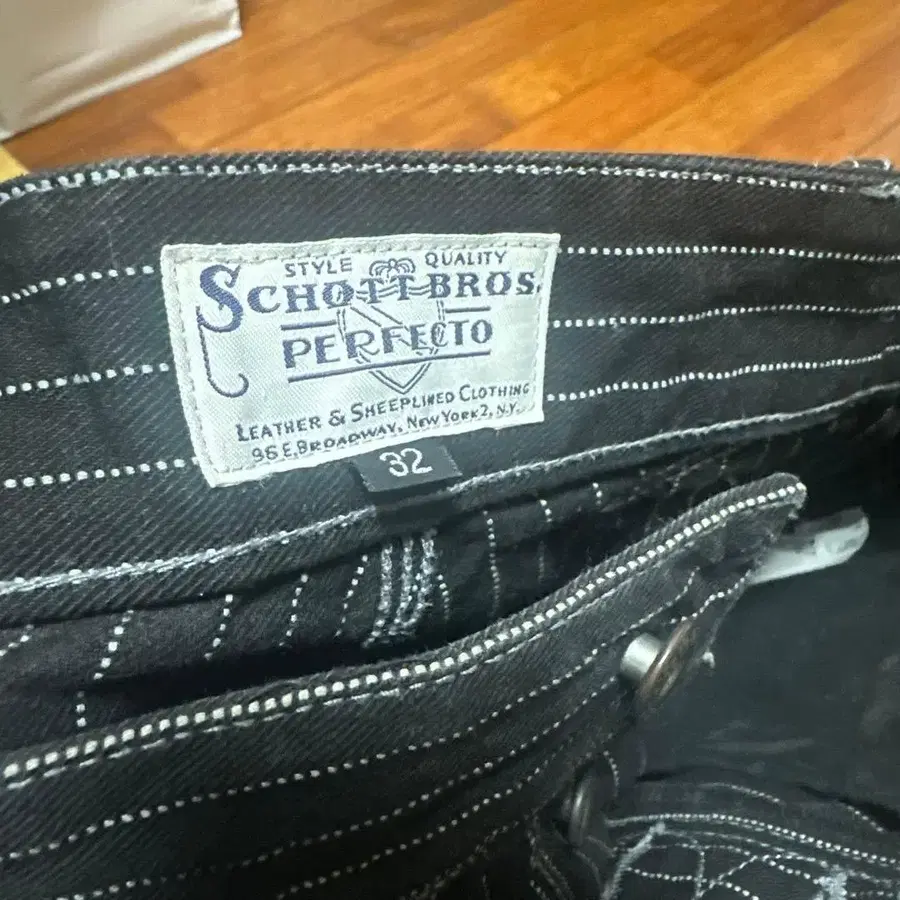 STYLE QUALITY
SCHOTT BROS.
PERFECTO
LEATHER & SHEEPLINED CLOTHING
96 E. BROADWAY, NEW YORK 2, N.Y.
32